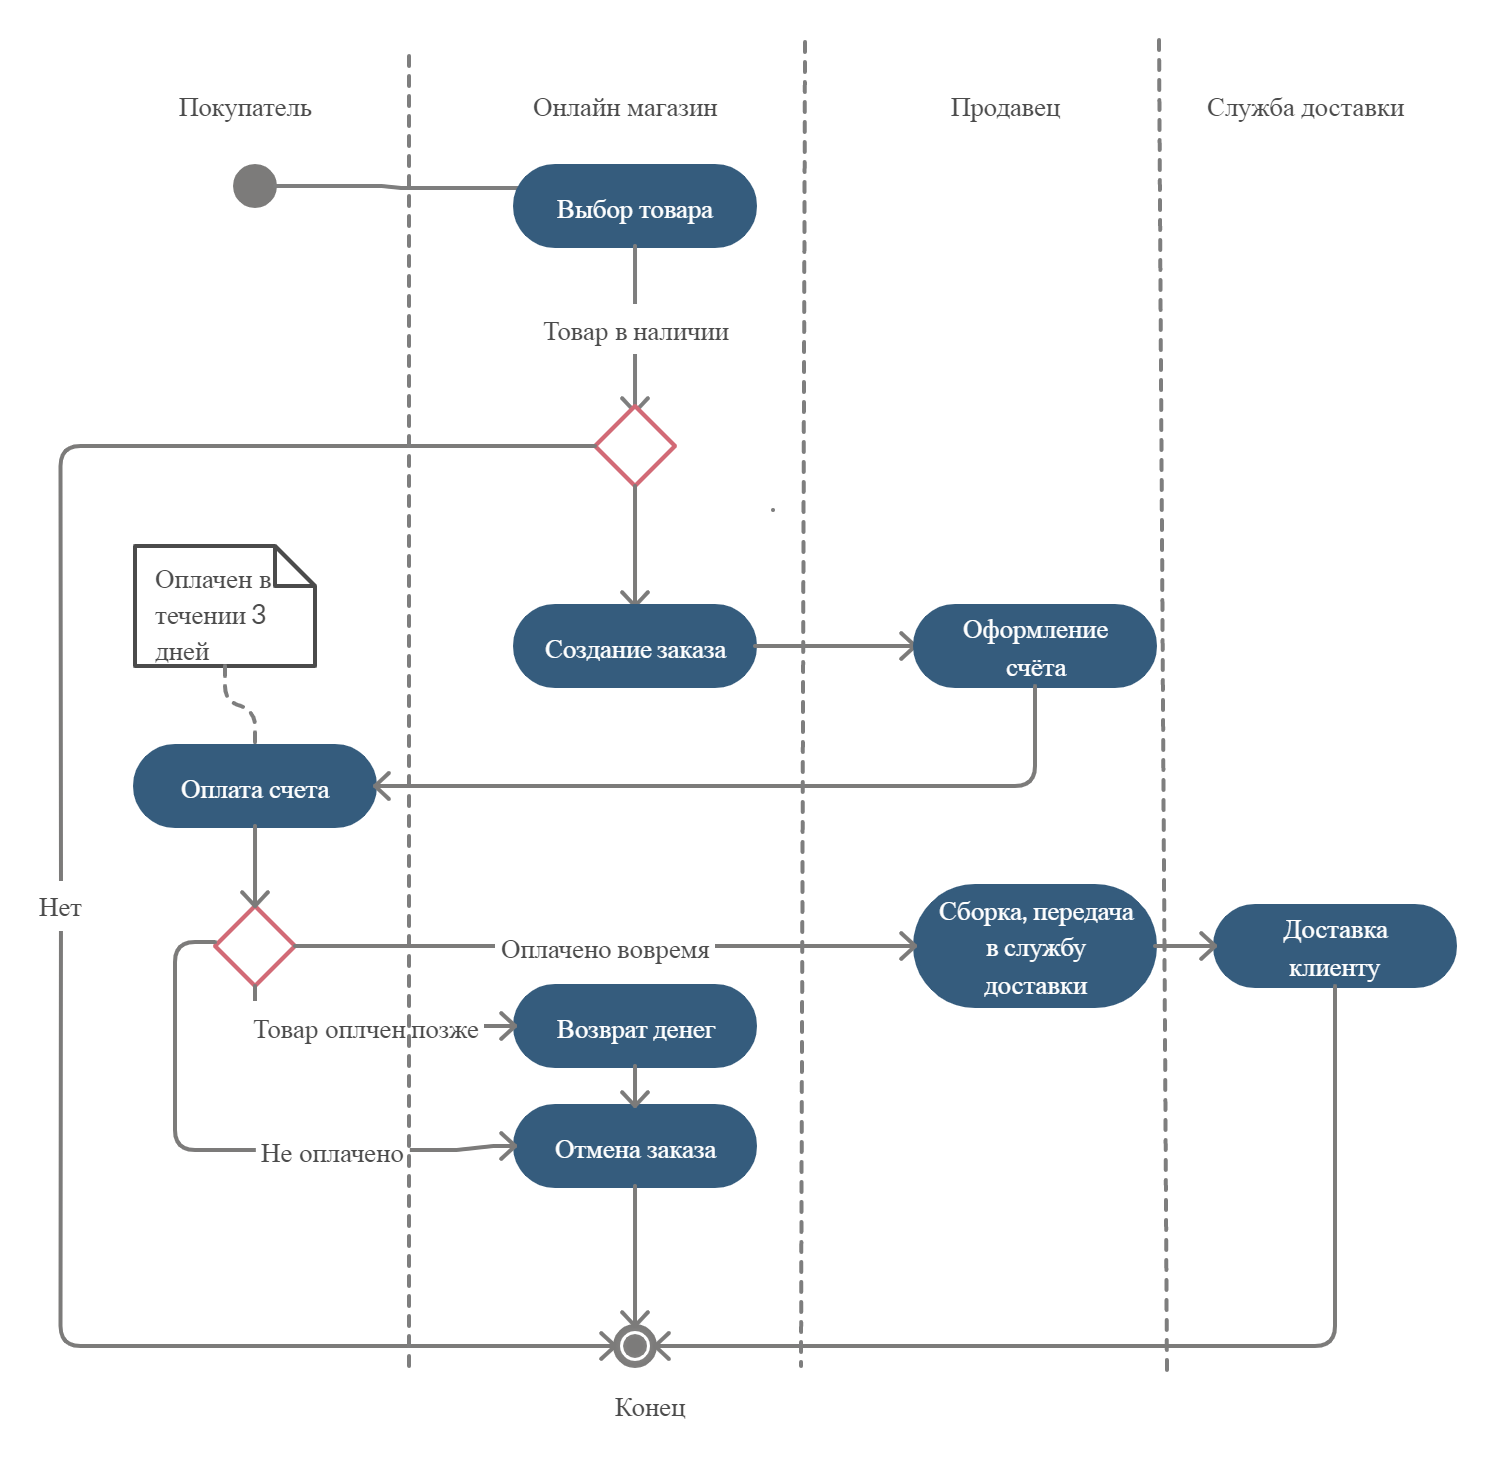 Покупатель
Онлайн магазин
Продавец
Служба доставки
Выбор товара
Товар в наличии
Оплачен в
течении 3
дней
Создание заказа
Оформление
счёта
Оплата счета
Нет
Оплачено вовремя
Сборка, передача
в службу
доставки
Доставка
клиенту
Товар оплчен позже
Возврат денег
Не оплачено
Отмена заказа
Конец